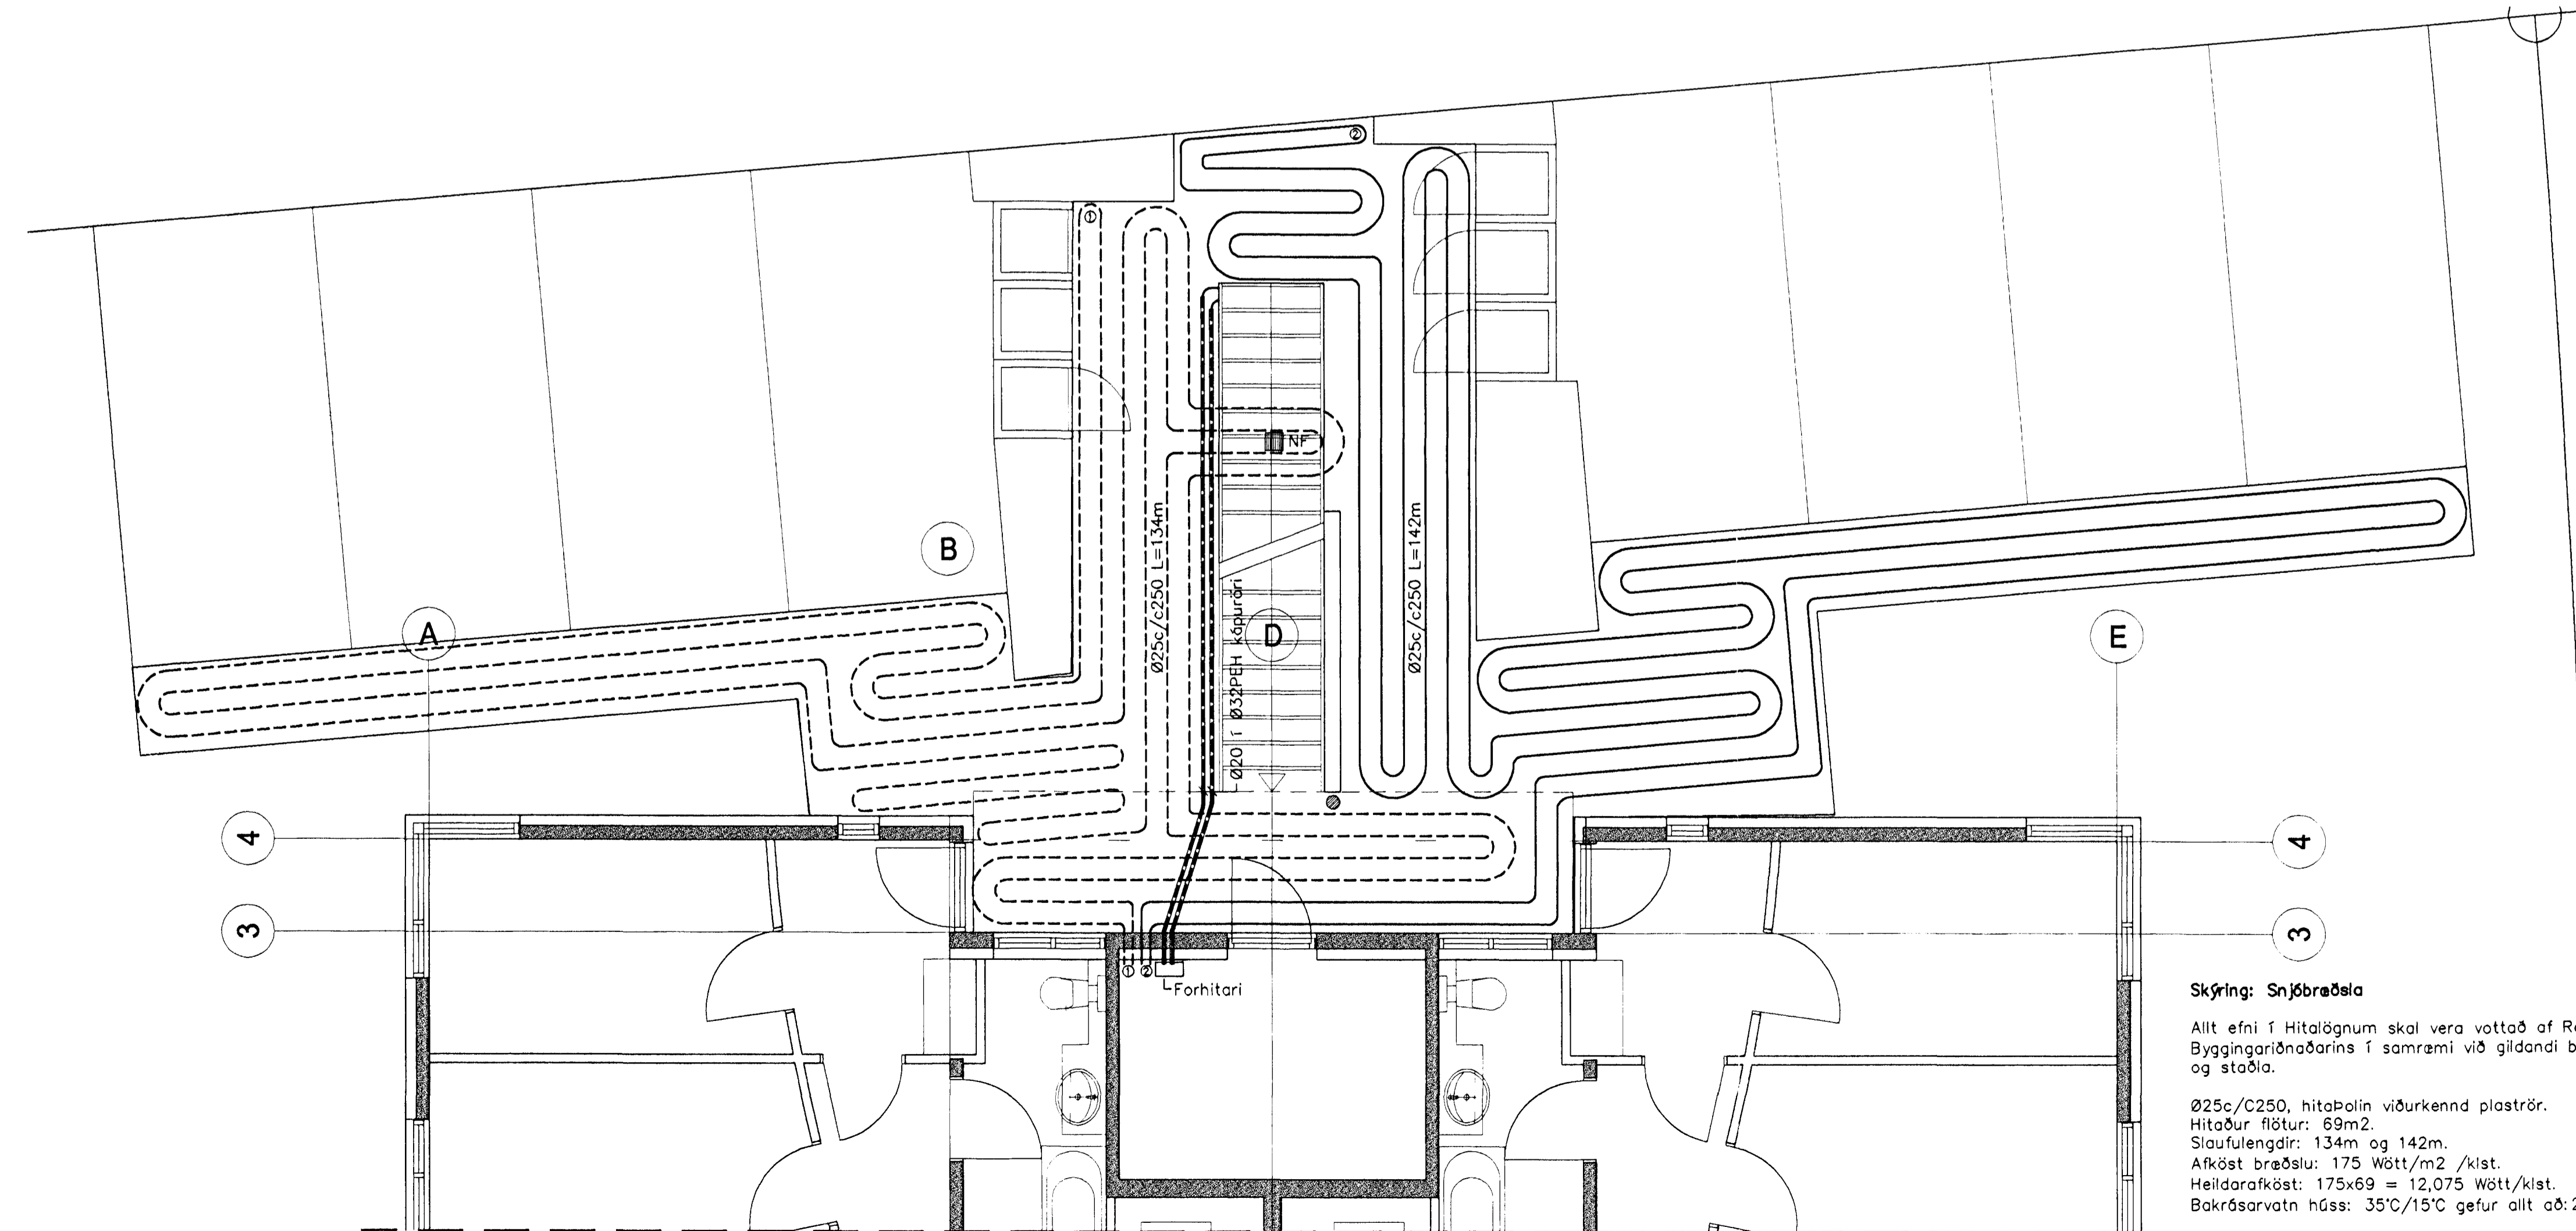 ②
①
NF
Ø25c/c250 L=134m
Ø25c/c250 L=142m
Ø20 í Ø32PEH kápuröri
B
A
D
E
4
4
3
3
① ②
Forhitari
Skýring: Snjóbræðsla
Allt efni í Hitalögnum skal vera vottað af
Byggingariðnaðarins í samræmi við gildandi
og staðla.
Ø25c/C250, hitaþolin viðurkennd plaströr.
Hitaður flötur: 69m2.
Slaufulengdir: 134m og 142m.
Afköst bræðslu: 175 Wött/m2 /klst.
Heildarafköst: 175x69 = 12,075 Wött/klst.
Bakrásarvatn húss: 35°C/15°C gefur allt að: